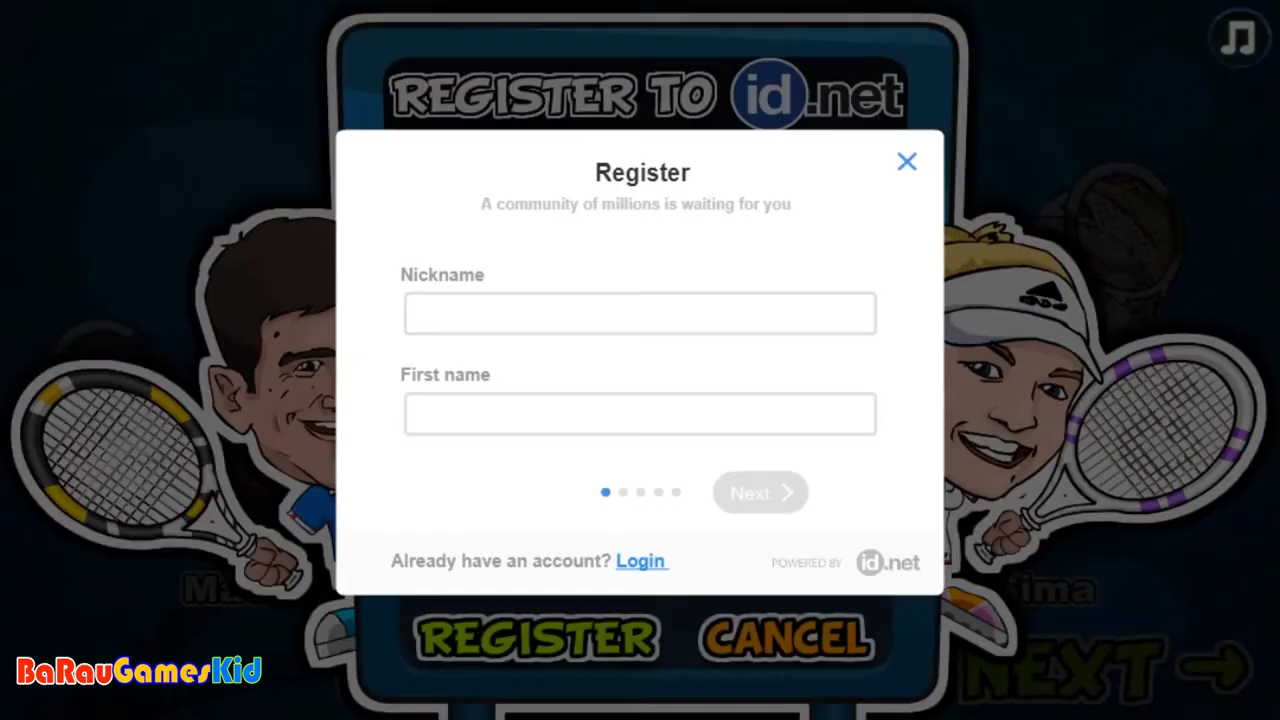 REGISTER TO id.net
Register
A community of millions is waiting for you
Nickname
First name
Next
Already have an account? Login
POWERED BY id.net
REGISTER CANCEL
NEXT
BaRauGamesKid